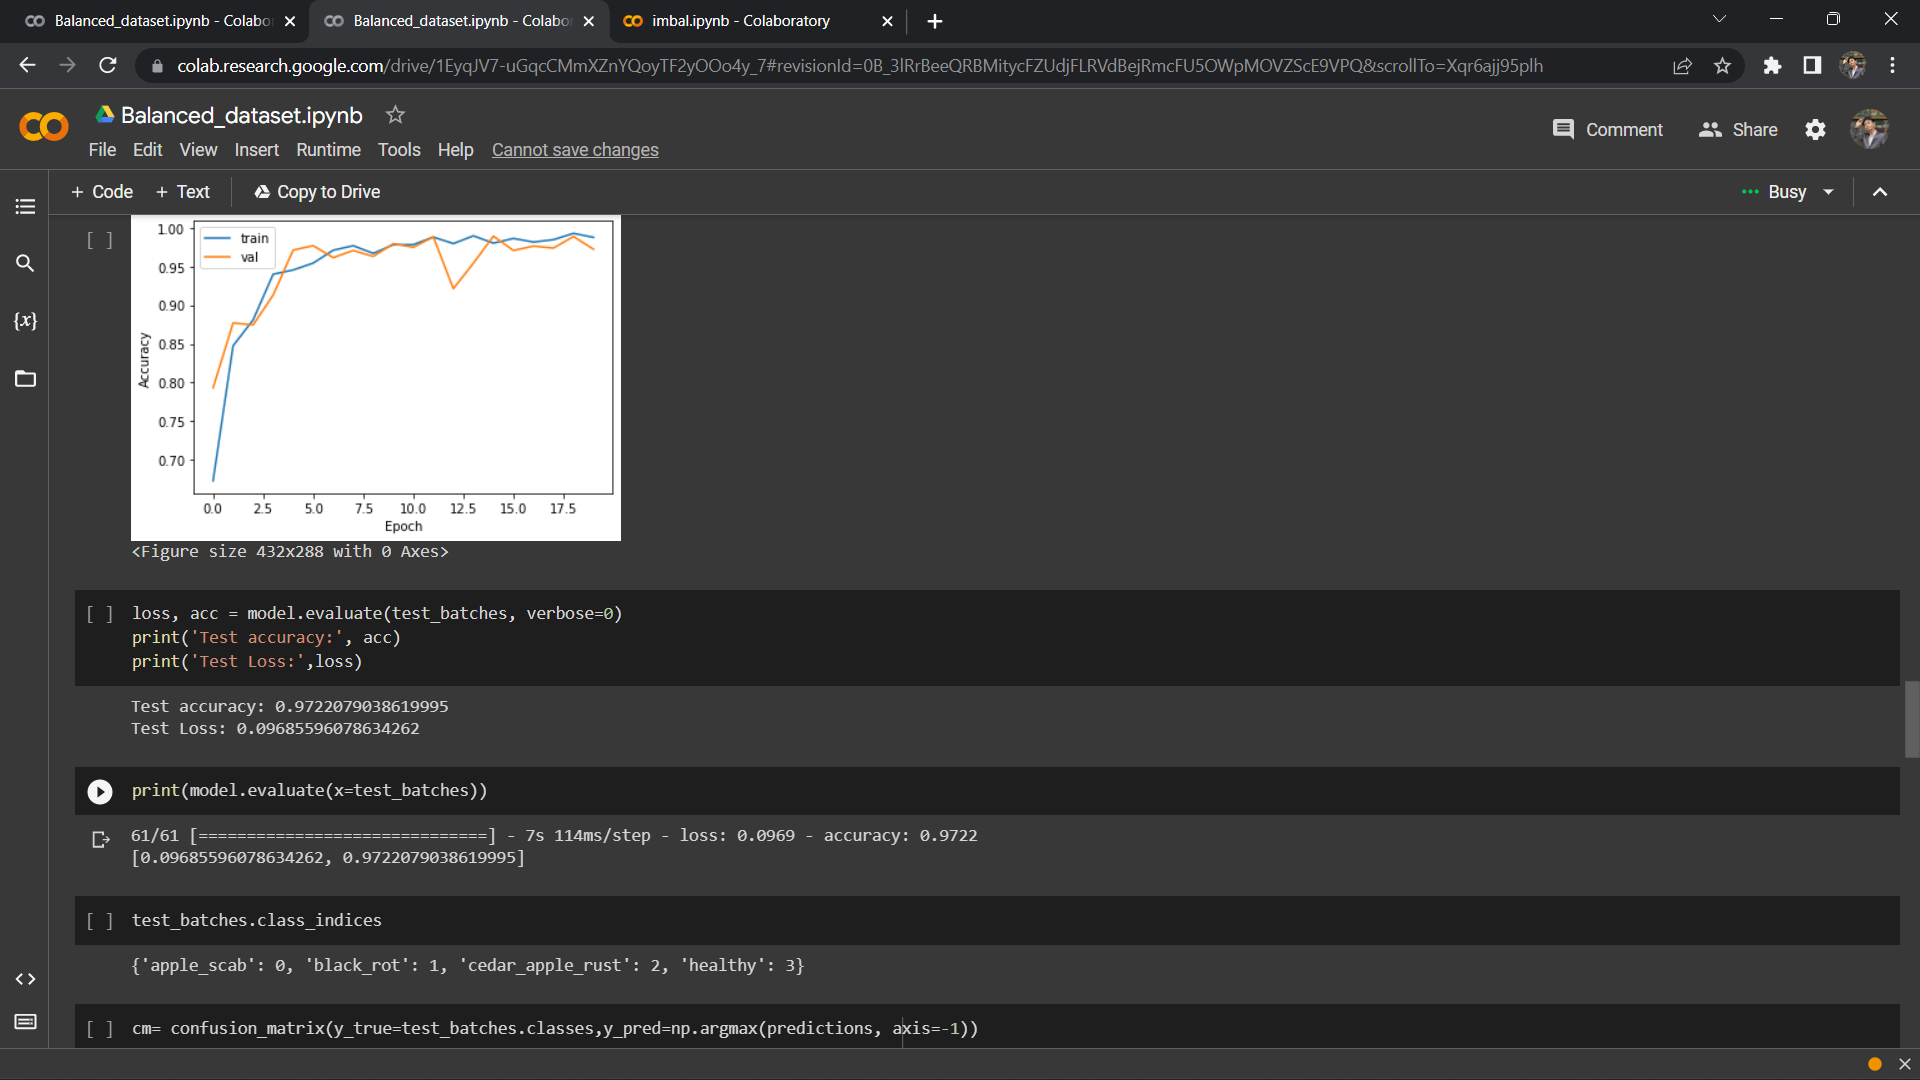 Balanced_dataset.ipynb - Colabo
Balanced_dataset.ipynb - Colabo
imbal.ipynb - Colaboratory
colab.research.google.com/drive/1EyqJV7-uGqcCMmXZnYQoyTF2yOOo4y_7#revisionId=0B_3lRrBeeQRBMitycFZUdjFLRVdBejRmcFU5OWpMOVZScE9VPQ&scrollTo=Xqr6ajj95plh
Balanced_dataset.ipynb
File Edit View Insert Runtime Tools Help Cannot save changes
Comment
Share
+ Code + Text Copy to Drive
Busy
{x}
[ ]
train
val
1.00
0.95
0.90
0.85
0.80
0.75
0.70
Accuracy
0.0 2.5 5.0 7.5 10.0 12.5 15.0 17.5
Epoch
<Figure size 432x288 with 0 Axes>
[ ] loss, acc = model.evaluate(test_batches, verbose=0)
print('Test accuracy:', acc)
print('Test Loss:',loss)
Test accuracy: 0.9722079038619995
Test Loss: 0.09685596078634262
print(model.evaluate(x=test_batches))
61/61 [==============================] - 7s 114ms/step - loss: 0.0969 - accuracy: 0.9722
[0.09685596078634262, 0.9722079038619995]
[ ] test_batches.class_indices
{'apple_scab': 0, 'black_rot': 1, 'cedar_apple_rust': 2, 'healthy': 3}
[ ] cm= confusion_matrix(y_true=test_batches.classes,y_pred=np.argmax(predictions, axis=-1))